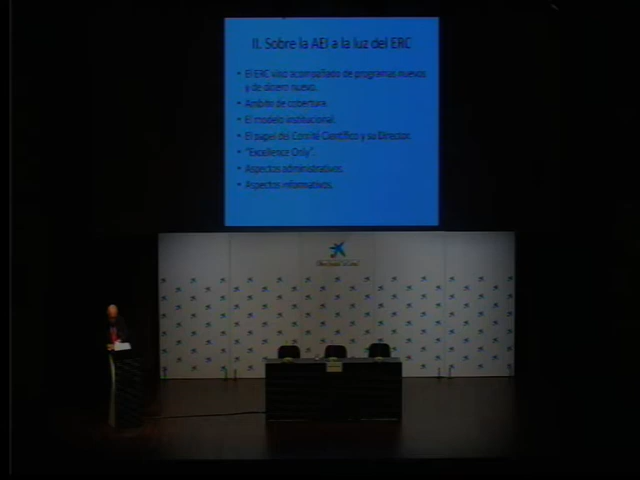 II. Sobre la AEI a la luz del ERC
• El ERC vino acompañado de programas nuevos
y de dinero nuevo.
• Ámbito de cobertura.
• El modelo institucional.
• El papel del Comité Científico y su Director.
• "Excellence Only".
• Aspectos administrativos.
• Aspectos informativos.